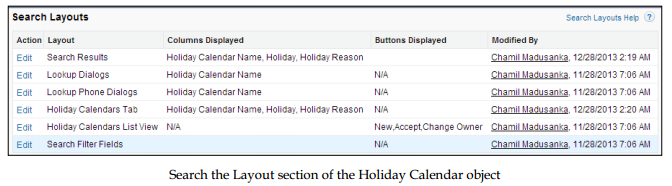 Search Layouts
Search Layouts Help ?
Action Layout Columns Displayed Buttons Displayed Modified By
Edit Search Results Holiday Calendar Name, Holiday, Holiday Reason Chamil Madusanka, 12/28/2013 2:19 AM
Edit Lookup Dialogs Holiday Calendar Name N/A Chamil Madusanka, 11/28/2013 7:06 AM
Edit Lookup Phone Dialogs Holiday Calendar Name N/A Chamil Madusanka, 11/28/2013 7:06 AM
Edit Holiday Calendars Tab Holiday Calendar Name, Holiday, Holiday Reason N/A Chamil Madusanka, 12/28/2013 2:20 AM
Edit Holiday Calendars List View N/A New,Accept,Change Owner Chamil Madusanka, 11/28/2013 7:06 AM
Edit Search Filter Fields N/A Chamil Madusanka, 11/28/2013 7:06 AM
Search the Layout section of the Holiday Calendar object